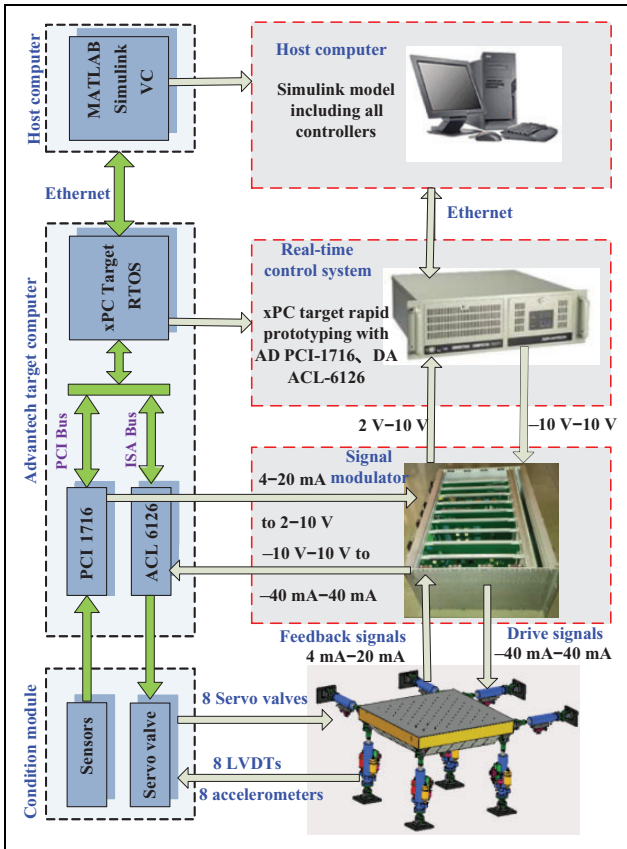 Host computer
MATLAB
Simulink
VC
Host computer
Simulink model
including all
controllers
Ethernet
Ethernet
Advantech target computer
xPC Target
RTOS
Real-time
control system
xPC target rapid
prototyping with
AD PCI-1716、DA
ACL-6126
PCI Bus
ISA Bus
2 V–10 V
–10 V–10 V
PCI 1716
ACL 6126
Signal
modulator
4–20 mA
to 2–10 V
–10 V–10 V to
–40 mA–40 mA
Feedback signals
4 mA–20 mA
Drive signals
–40 mA–40 mA
Condition module
Sensors
Servo valve
8 Servo valves
8 LVDTs
8 accelerometers